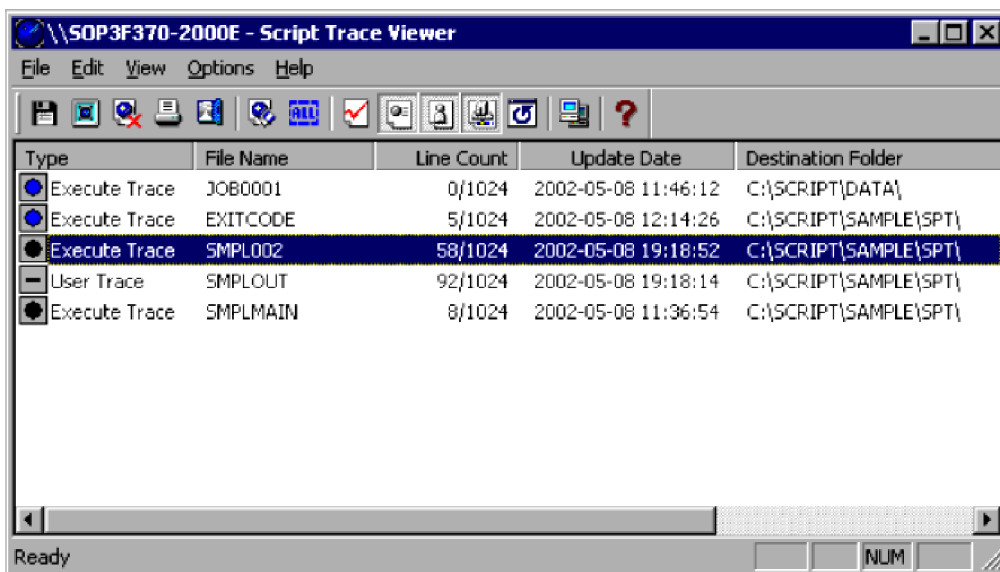 \\SOP3F370-2000E - Script Trace Viewer
File Edit View Options Help
ALL ?
Type File Name Line Count Update Date Destination Folder
Execute Trace JOB0001 0/1024 2002-05-08 11:46:12 C:\SCRIPT\DATA\
Execute Trace EXITCODE 5/1024 2002-05-08 12:14:26 C:\SCRIPT\SAMPLE\SPT\
Execute Trace SMPL002 58/1024 2002-05-08 19:18:52 C:\SCRIPT\SAMPLE\SPT\
User Trace SMPLOUT 92/1024 2002-05-08 19:18:14 C:\SCRIPT\SAMPLE\SPT\
Execute Trace SMPLMAIN 8/1024 2002-05-08 11:36:54 C:\SCRIPT\SAMPLE\SPT\
Ready NUM